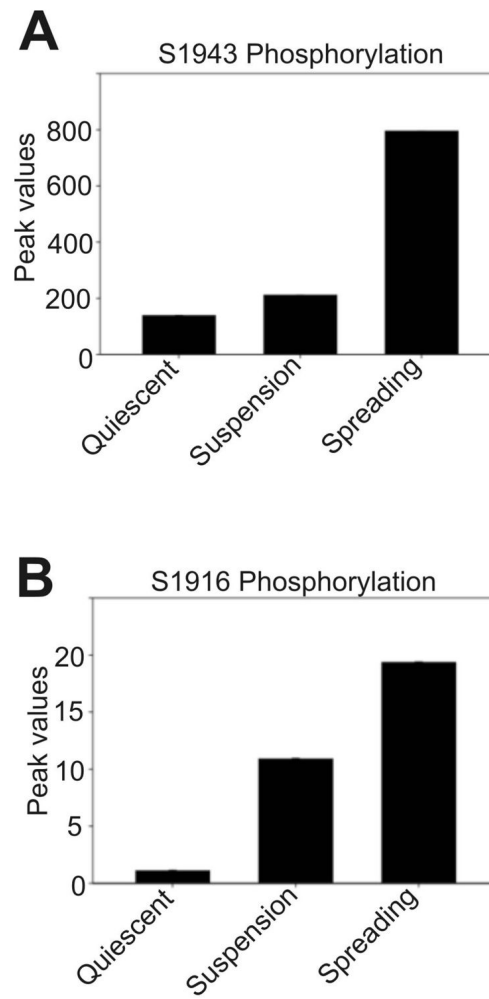 A
S1943 Phosphorylation
Peak values
800
600
400
200
0
Quiescent
Suspension
Spreading
B
S1916 Phosphorylation
Peak values
20
15
10
5
0
Quiescent
Suspension
Spreading